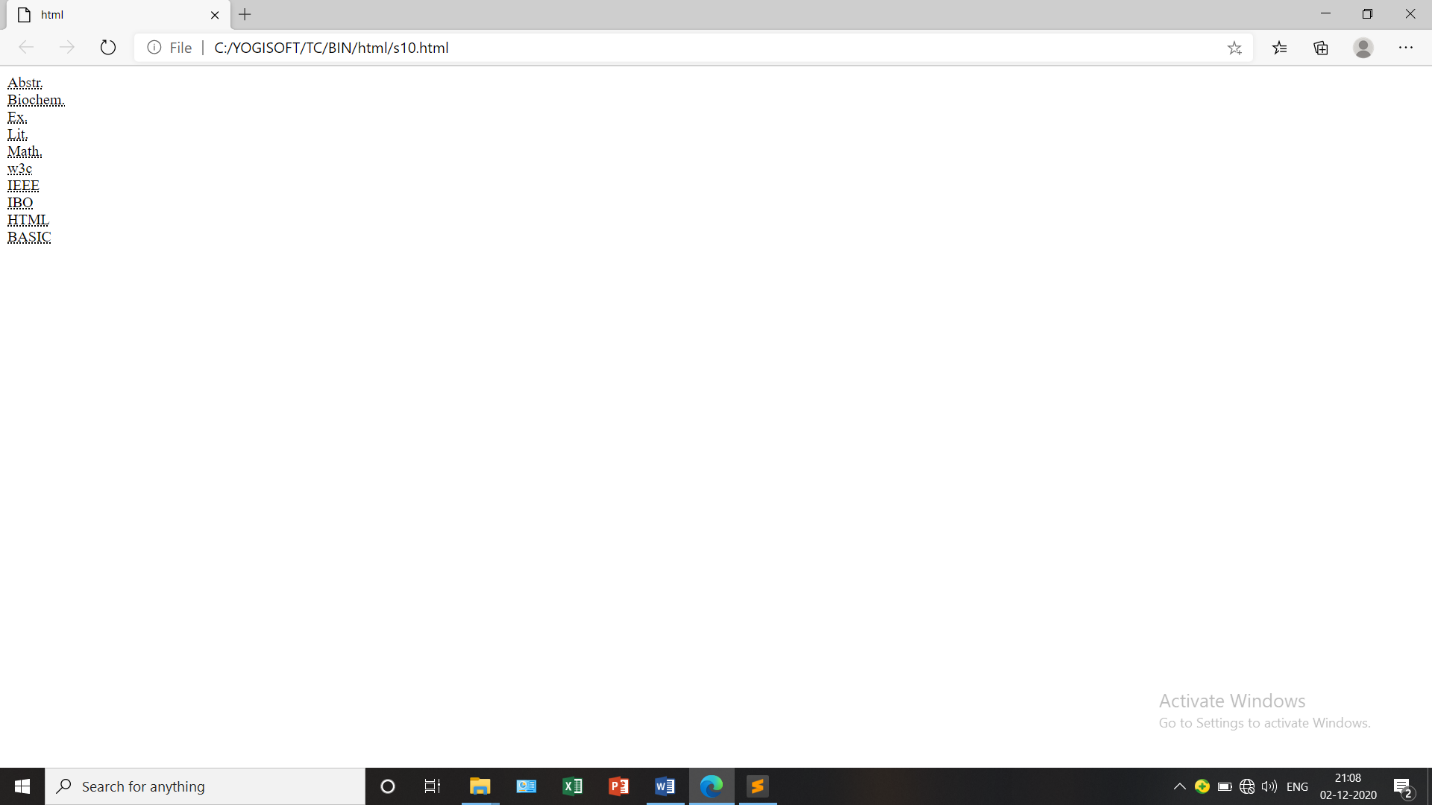 html
File | C:/YOGISOFT/TC/BIN/html/s10.html
Abstr.
Biochem.
Ex.
Lit.
Math.
w3c
IEEE
IBO
HTML
BASIC
Activate Windows
Go to Settings to activate Windows.
Search for anything
ENG
21:08
02-12-2020
2